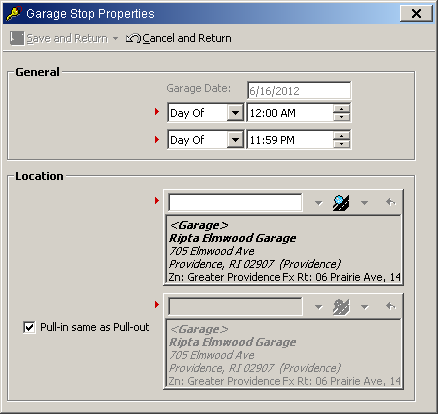 Garage Stop Properties
Save and Return
Cancel and Return
General
Garage Date: 6/16/2012
Day Of 12:00 AM
Day Of 11:59 PM
Location
<Garage>
Ripta Elmwood Garage
705 Elmwood Ave
Providence, RI 02907 (Providence)
Zn: Greater Providence Fx Rt: 06 Prairie Ave, 14
Pull-in same as Pull-out
<Garage>
Ripta Elmwood Garage
705 Elmwood Ave
Providence, RI 02907 (Providence)
Zn: Greater Providence Fx Rt: 06 Prairie Ave, 14